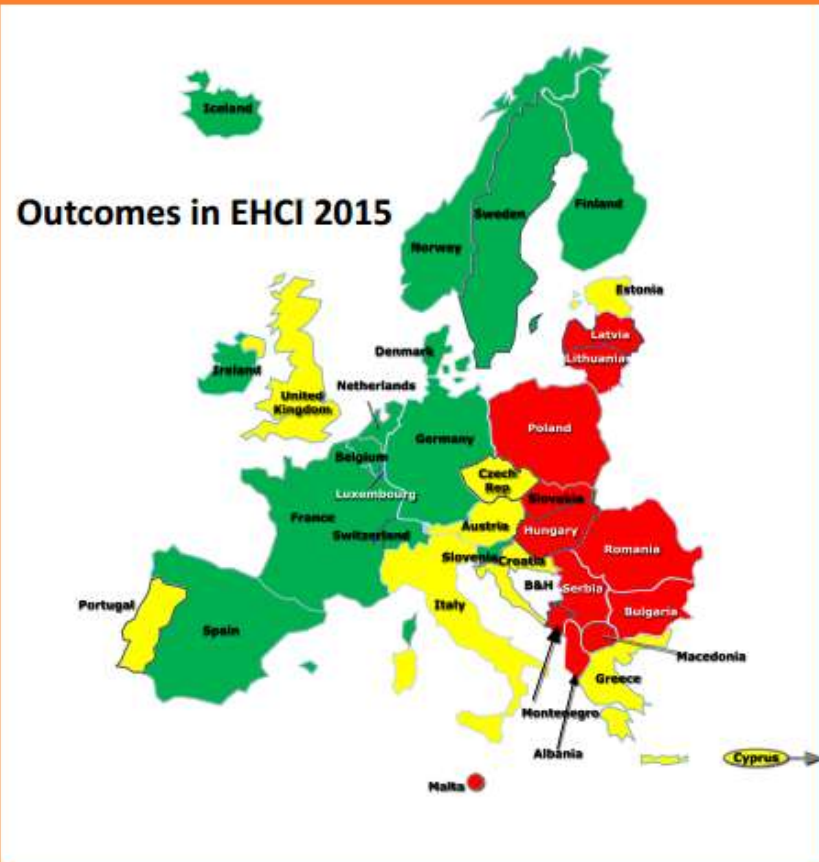 Iceland
Outcomes in EHCI 2015
Finland
Sweden
Norway
Estonia
Latvia
Lithuania
Denmark
Ireland
Netherlands
United
Kingdom
Poland
Germany
Belgium
Czech
Rep
Luxembourg
France
Austria
Hungary
Switzerland
Romania
Slovenia
Croatia
B&H
Serbia
Portugal
Italy
Bulgaria
Spain
Macedonia
Greece
Montenegro
Albania
Cyprus
Malta